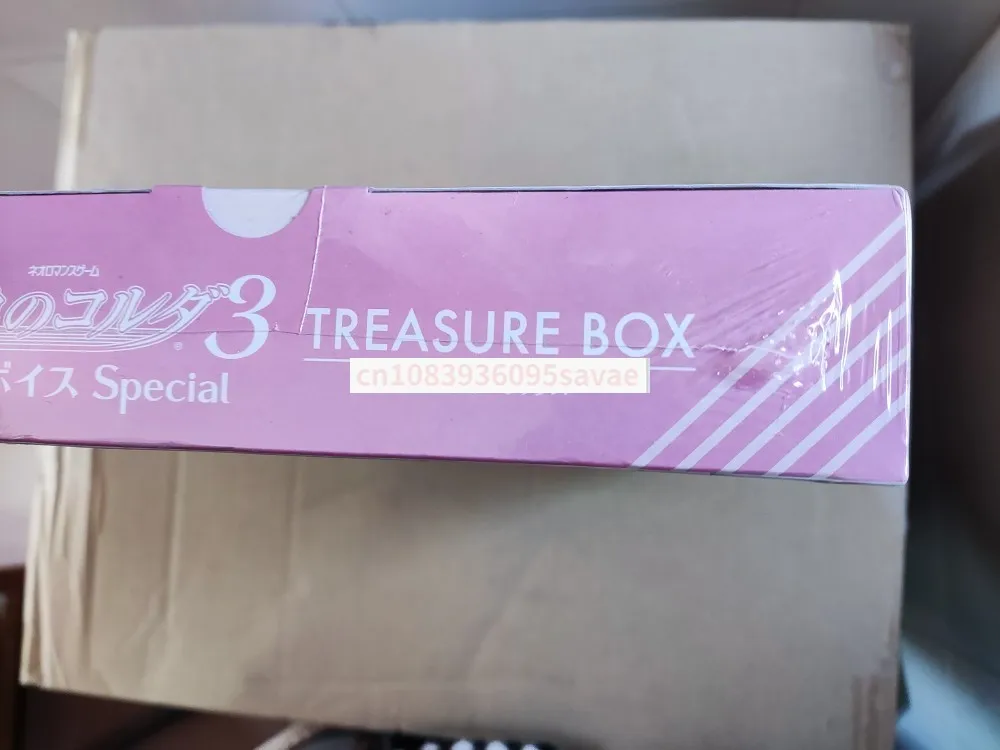 ネオロマンスゲーム
のコルダ3
TREASURE BOX
ボイス Special
cn1083936095savae